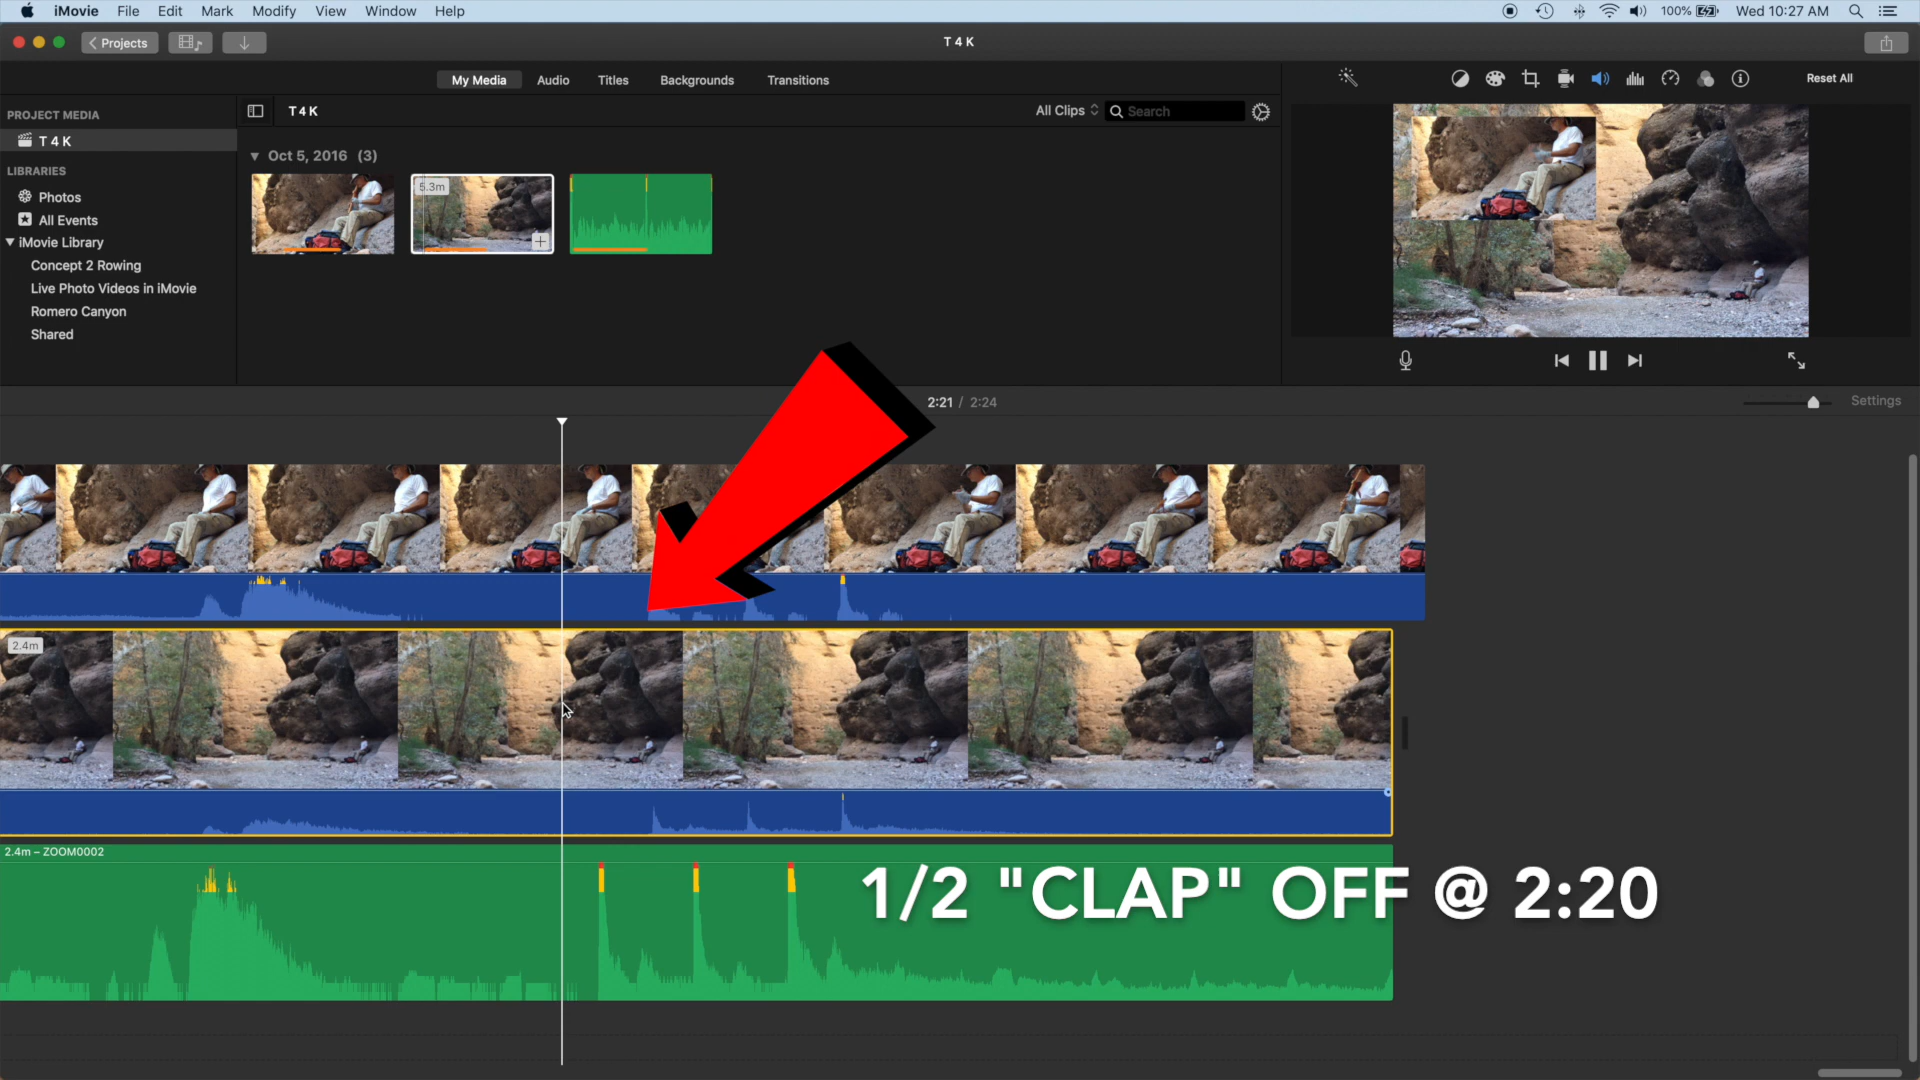 iMovie File Edit Mark Modify View Window Help 100% Wed 10:27 AM
Projects T 4 K
My Media Audio Titles Backgrounds Transitions Reset All
PROJECT MEDIA T 4 K All Clips Search
T 4 K
LIBRARIES
Photos
All Events
iMovie Library
Concept 2 Rowing
Live Photo Videos in iMovie
Romero Canyon
Shared
Oct 5, 2016 (3)
5.3m
2:21 / 2:24 Settings
2.4m
2.4m – ZOOM0002
1/2 "CLAP" OFF @ 2:20